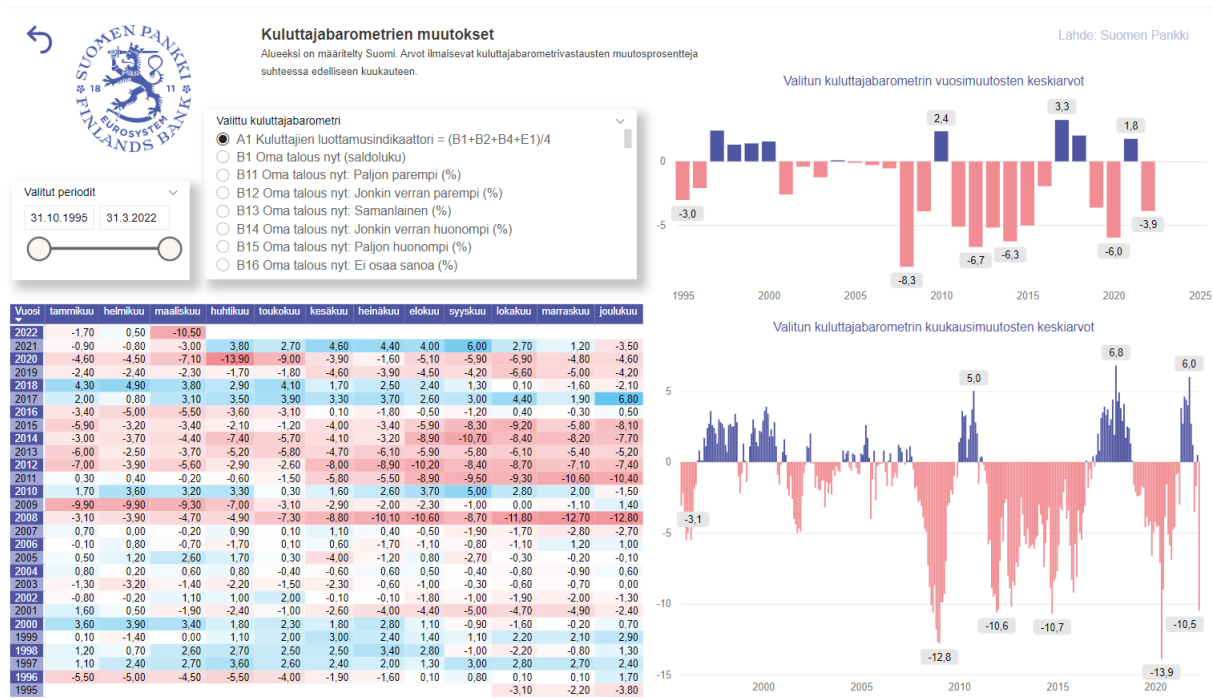 SUOMEN PANKKI
18 11
EUROSYSTEM
FINLANDS BANK
Kuluttajabarometrien muutokset
Alueeksi on määritelty Suomi. Arvot ilmaisevat kuluttajabarometrivastausten muutosprosentteja
suhteessa edelliseen kuukauteen.
Lähde: Suomen Pankki
Valittu kuluttajabarometri
A1 Kuluttajien luottamusindikaattori = (B1+B2+B4+E1)/4
B1 Oma talous nyt (saldoluku)
B11 Oma talous nyt: Paljon parempi (%)
B12 Oma talous nyt: Jonkin verran parempi (%)
B13 Oma talous nyt: Samanlainen (%)
B14 Oma talous nyt: Jonkin verran huonompi (%)
B15 Oma talous nyt: Paljon huonompi (%)
B16 Oma talous nyt: Ei osaa sanoa (%)
Valitut periodit
31.10.1995 31.3.2022
Valitun kuluttajabarometrin vuosimuutosten keskiarvot
3,3
2,4
1,8
0
-3,0
-5
-3,9
-6,0
-6,3
-6,7
-8,3
1995 2000 2005 2010 2015 2020 2025
Vuosi tammikuu helmikuu maaliskuu huhtikuu toukokuu kesäkuu heinäkuu elokuu syyskuu lokakuu marraskuu joulukuu
2022 -1,70 0,50 -10,50
2021 -0,90 -0,80 -3,00 3,80 2,70 4,60 4,40 4,00 6,00 2,70 1,20 -3,50
2020 -4,60 -4,50 -7,10 -13,90 -9,00 -3,90 -1,60 -5,10 -5,90 -6,90 -4,80 -4,60
2019 -2,40 -2,40 -2,30 -1,70 -1,80 -4,60 -3,90 -4,50 -4,20 -6,60 -5,00 -4,20
2018 4,30 4,90 3,80 2,90 4,10 1,70 2,50 2,40 1,30 0,10 -1,60 -2,10
2017 2,00 0,80 3,10 3,50 3,90 3,30 3,70 2,60 3,00 4,40 1,90 6,80
2016 -3,40 -5,00 -5,50 -3,60 -3,10 0,10 -1,80 -0,50 -1,20 0,40 -0,30 0,50
2015 -5,90 -3,20 -3,40 -2,10 -1,20 -4,00 -3,40 -5,90 -8,30 -9,20 -5,80 -8,10
2014 -3,00 -3,70 -4,40 -7,40 -5,70 -4,10 -3,20 -8,90 -10,70 -8,40 -8,20 -7,70
2013 -6,00 -2,50 -3,70 -5,20 -5,80 -4,70 -6,10 -5,90 -5,80 -6,10 -5,40 -5,20
2012 -7,00 -3,90 -5,60 -2,90 -2,60 -8,00 -8,90 -10,20 -8,40 -8,70 -7,10 -7,40
2011 0,30 0,40 -0,20 -0,60 -1,50 -5,80 -5,50 -8,90 -9,50 -9,30 -10,60 -10,40
2010 1,70 3,60 3,20 3,30 0,30 1,60 2,60 3,70 5,00 2,80 2,00 -1,50
2009 -9,90 -9,90 -9,30 -7,00 -3,10 -2,90 -2,00 -2,30 -1,00 0,00 -1,10 1,40
2008 -3,10 -3,90 -4,70 -4,90 -7,30 -8,80 -10,10 -10,60 -8,70 -11,80 -12,70 -12,80
2007 0,70 0,00 -0,20 0,90 0,10 1,10 0,40 -0,50 -1,90 -1,70 -2,80 -2,70
2006 -0,10 0,80 -0,70 -1,70 0,10 0,60 -1,70 -1,10 -0,80 -1,10 1,20 1,00
2005 0,50 1,20 2,60 1,70 0,30 -4,00 -1,20 0,80 -2,70 -0,30 -0,20 -0,10
2004 0,80 0,20 0,60 0,80 -0,40 -0,60 0,60 0,50 -0,40 -0,80 -0,90 0,60
2003 -1,30 -3,20 -1,40 -2,20 -1,50 -2,30 -0,60 -1,00 -0,30 -0,60 -0,70 0,00
2002 -0,80 -0,20 1,10 1,00 2,00 -0,10 -0,10 -1,80 -1,00 -1,90 -2,00 -1,30
2001 1,60 0,50 -1,90 -2,40 -1,00 -2,60 -4,00 -4,40 -5,00 -4,70 -4,90 -2,40
2000 3,60 3,90 3,40 1,80 2,30 1,80 2,80 1,10 -0,90 -1,60 -0,20 0,70
1999 0,10 -1,40 0,00 1,10 2,00 3,00 2,40 1,40 1,10 2,20 2,10 2,90
1998 1,20 0,70 2,60 2,70 2,50 2,50 3,40 2,80 -1,00 -2,20 -0,80 1,30
1997 1,10 2,40 2,70 3,60 2,60 2,40 2,00 1,30 3,00 2,80 2,70 2,40
1996 -5,50 -5,00 -4,50 -5,50 -4,00 -1,90 -1,60 0,10 0,80 0,10 0,10 1,70
1995 -3,10 -2,20 -3,80
Valitun kuluttajabarometrin kuukausimuutosten keskiarvot
6,8
6,0
5,0
5
0
-3,1
-5
-10
-10,6
-10,7
-10,5
-12,8
-13,9
-15
2000 2005 2010 2015 2020